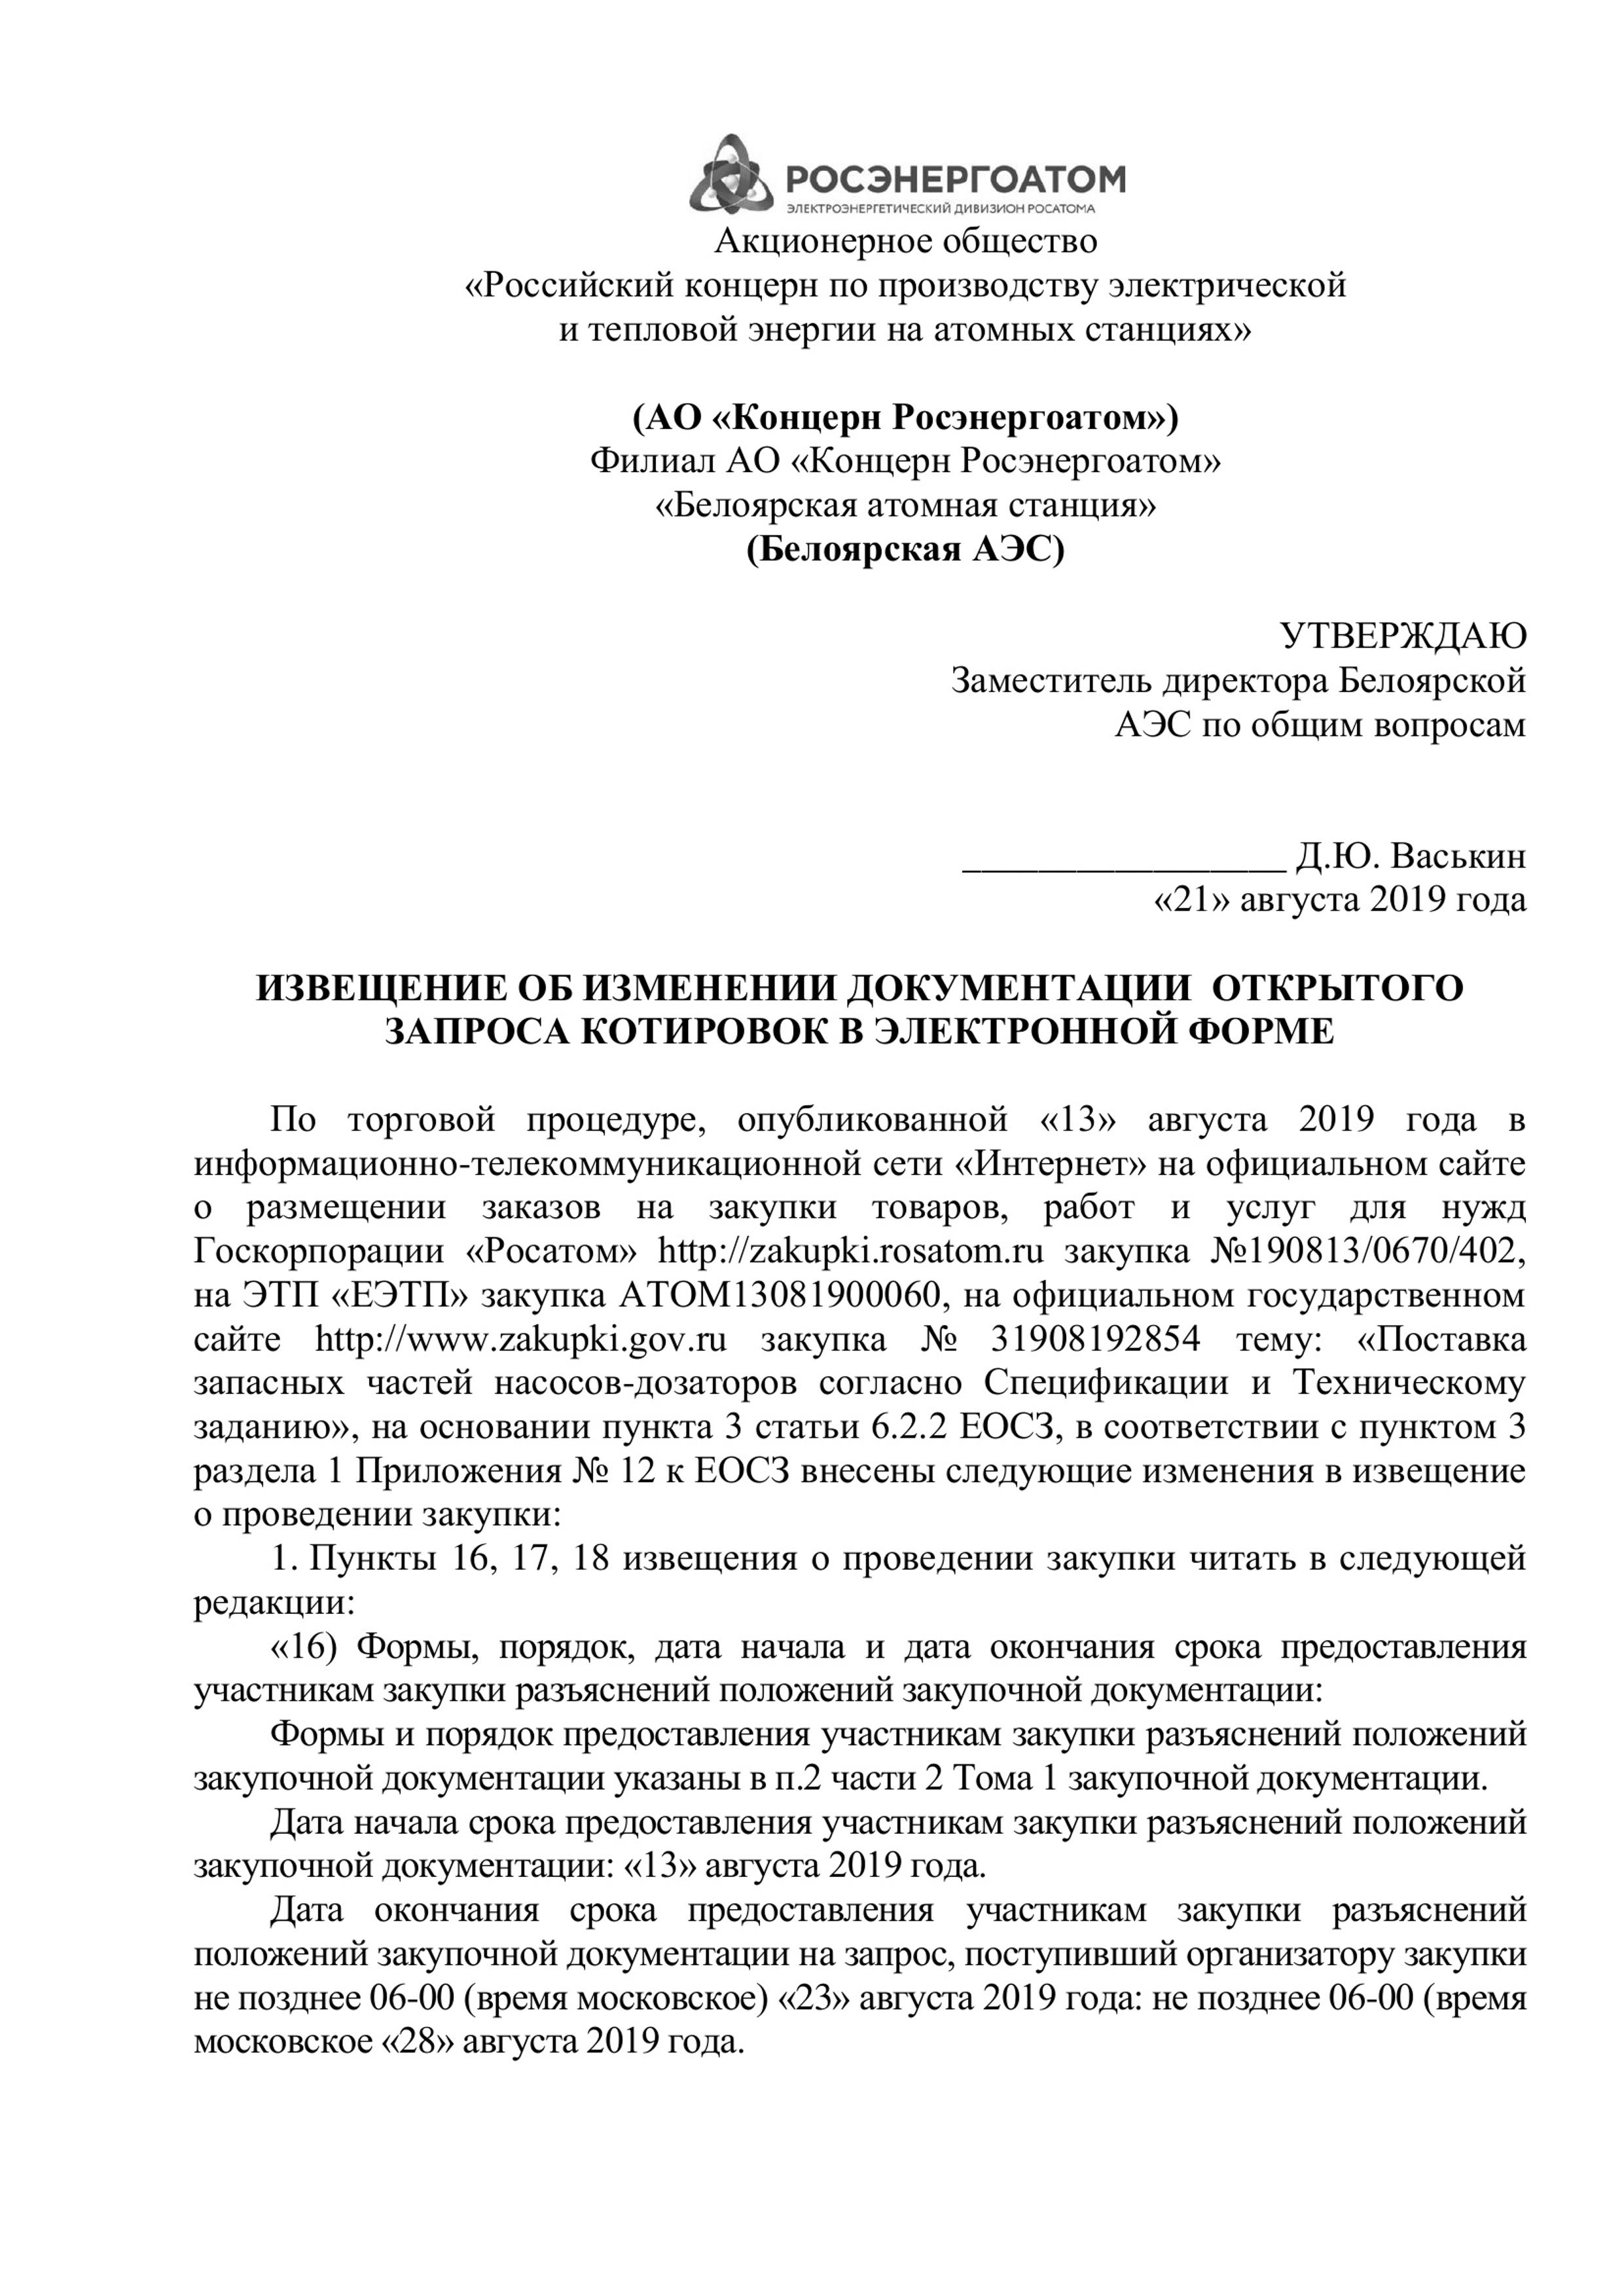 РОСЭНЕРГОАТОМ
ЭЛЕКТРОЭНЕРГЕТИЧЕСКИЙ ДИВИЗИОН РОСАТОМА
Акционерное общество
«Российский концерн по производству электрической
и тепловой энергии на атомных станциях»
(АО «Концерн Росэнергоатом»)
Филиал АО «Концерн Росэнергоатом»
«Белоярская атомная станция»
(Белоярская АЭС)
УТВЕРЖДАЮ
Заместитель директора Белоярской
АЭС по общим вопросам
_________________ Д.Ю. Васькин
«21» августа 2019 года
ИЗВЕЩЕНИЕ ОБ ИЗМЕНЕНИИ ДОКУМЕНТАЦИИ ОТКРЫТОГО
ЗАПРОСА КОТИРОВОК В ЭЛЕКТРОННОЙ ФОРМЕ
По торговой процедуре, опубликованной «13» августа 2019 года в
информационно-телекоммуникационной сети «Интернет» на официальном сайте
о размещении заказов на закупки товаров, работ и услуг для нужд
Госкорпорации «Росатом» http://zakupki.rosatom.ru закупка №190813/0670/402,
на ЭТП «ЕЭТП» закупка АТОМ13081900060, на официальном государственном
сайте http://www.zakupki.gov.ru закупка № 31908192854 тему: «Поставка
запасных частей насосов-дозаторов согласно Спецификации и Техническому
заданию», на основании пункта 3 статьи 6.2.2 ЕОСЗ, в соответствии с пунктом 3
раздела 1 Приложения № 12 к ЕОСЗ внесены следующие изменения в извещение
о проведении закупки:
1. Пункты 16, 17, 18 извещения о проведении закупки читать в следующей
редакции:
«16) Формы, порядок, дата начала и дата окончания срока предоставления
участникам закупки разъяснений положений закупочной документации:
Формы и порядок предоставления участникам закупки разъяснений положений
закупочной документации указаны в п.2 части 2 Тома 1 закупочной документации.
Дата начала срока предоставления участникам закупки разъяснений положений
закупочной документации: «13» августа 2019 года.
Дата окончания срока предоставления участникам закупки разъяснений
положений закупочной документации на запрос, поступивший организатору закупки
не позднее 06-00 (время московское) «23» августа 2019 года: не позднее 06-00 (время
московское «28» августа 2019 года.